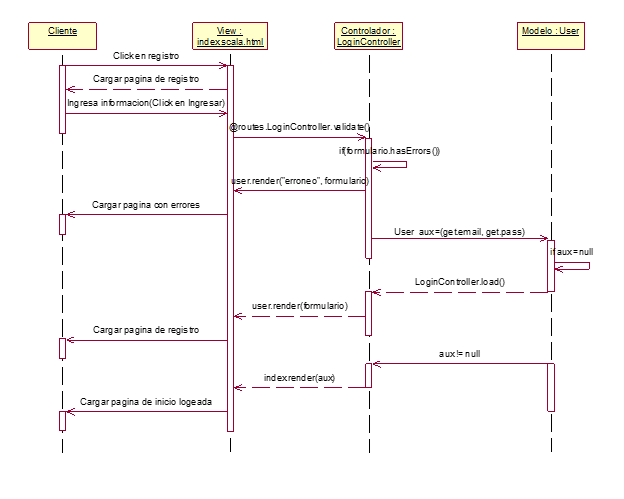 Cliente
View :
indexscala.html
Controlador :
LoginController
Modelo : User
Click en registro
Cargar pagina de registro
Ingresa informacion(Click en Ingresar)
@routes.LoginController.validate()
if(formulario.hasErrors())
user.render("erroneo", formulario)
Cargar pagina con errores
User aux=(get.email, get.pass)
if aux=null
LoginController.load()
user.render(formulario)
Cargar pagina de registro
aux != null
index.render(aux)
Cargar pagina de inicio logeada